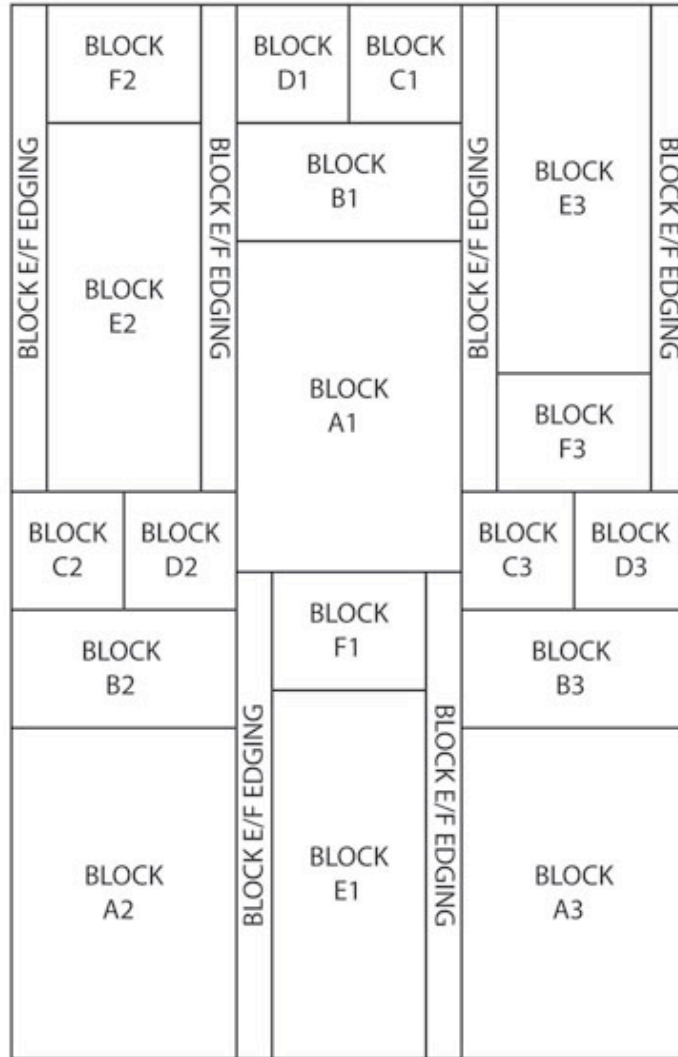 BLOCK
F2
BLOCK
D1
BLOCK
C1
BLOCK E/F EDGING
BLOCK E/F EDGING
BLOCK
B1
BLOCK E/F EDGING
BLOCK
E3
BLOCK E/F EDGING
BLOCK
E2
BLOCK
A1
BLOCK
F3
BLOCK
C2
BLOCK
D2
BLOCK
C3
BLOCK
D3
BLOCK
F1
BLOCK
B2
BLOCK
B3
BLOCK E/F EDGING
BLOCK E/F EDGING
BLOCK
A2
BLOCK
E1
BLOCK
A3